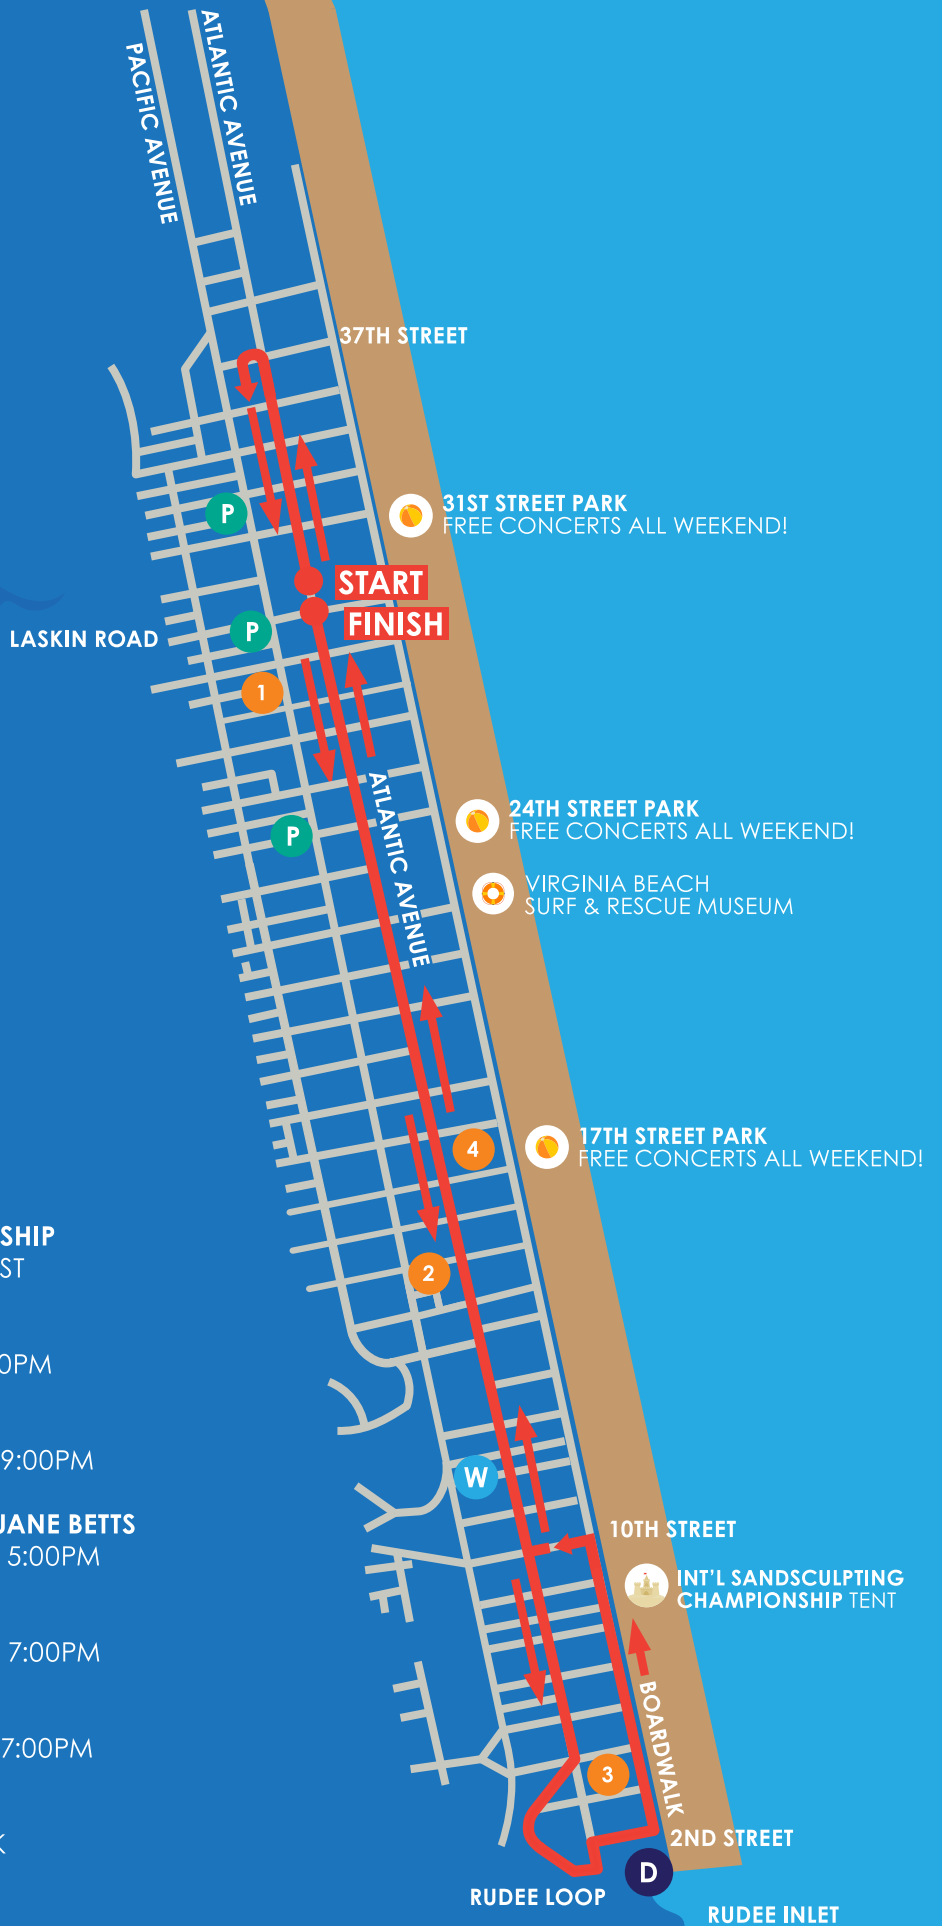 PACIFIC AVENUE
ATLANTIC AVENUE
37TH STREET
P
31ST STREET PARK
FREE CONCERTS ALL WEEKEND!
START
FINISH
LASKIN ROAD
P
1
ATLANTIC AVENUE
24TH STREET PARK
FREE CONCERTS ALL WEEKEND!
P
VIRGINIA BEACH
SURF & RESCUE MUSEUM
4
17TH STREET PARK
FREE CONCERTS ALL WEEKEND!
SHIP
ST
2
0PM
9:00PM
W
JANE BETTS
5:00PM
10TH STREET
INT'L SANDSCULPTING
CHAMPIONSHIP TENT
7:00PM
BOARDWALK
7:00PM
3
K
2ND STREET
D
RUDEE LOOP
RUDEE INLET